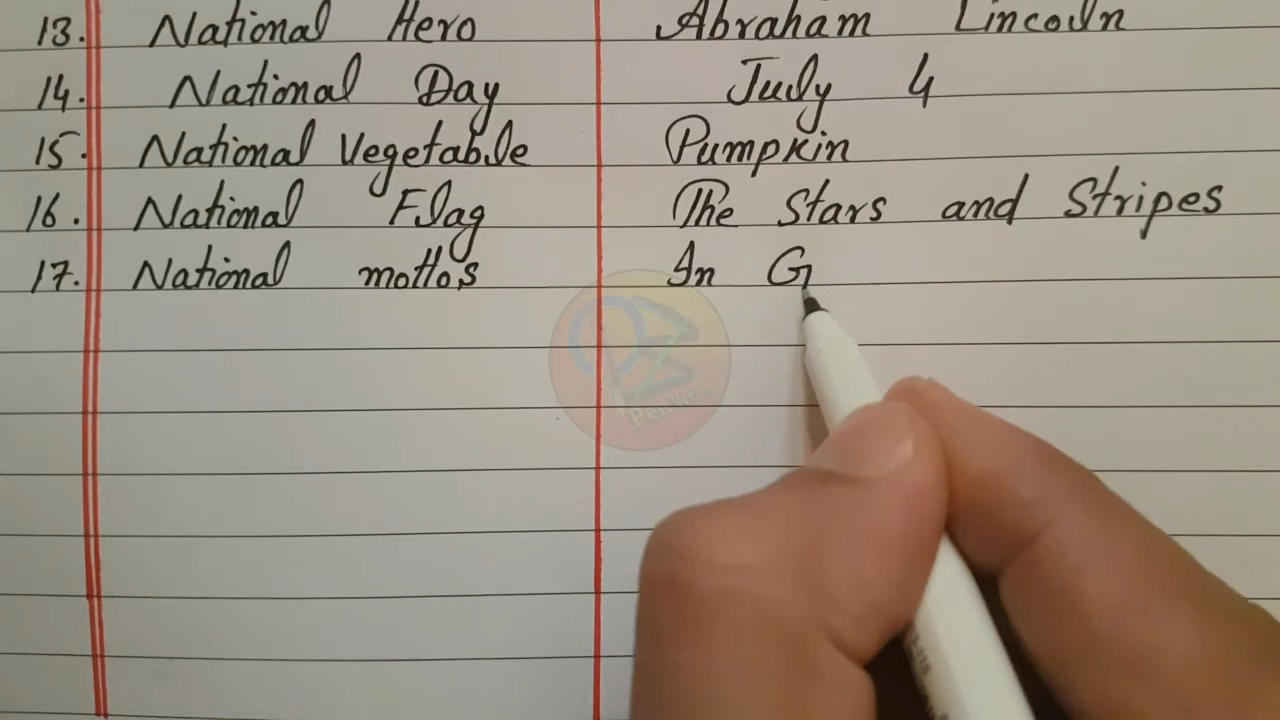 13. National Hero Abraham Lincoln
14. National Day July 4
15. National Vegetable Pumpkin
16. National Flag The Stars and Stripes
17. National mottos In G
PenWrite